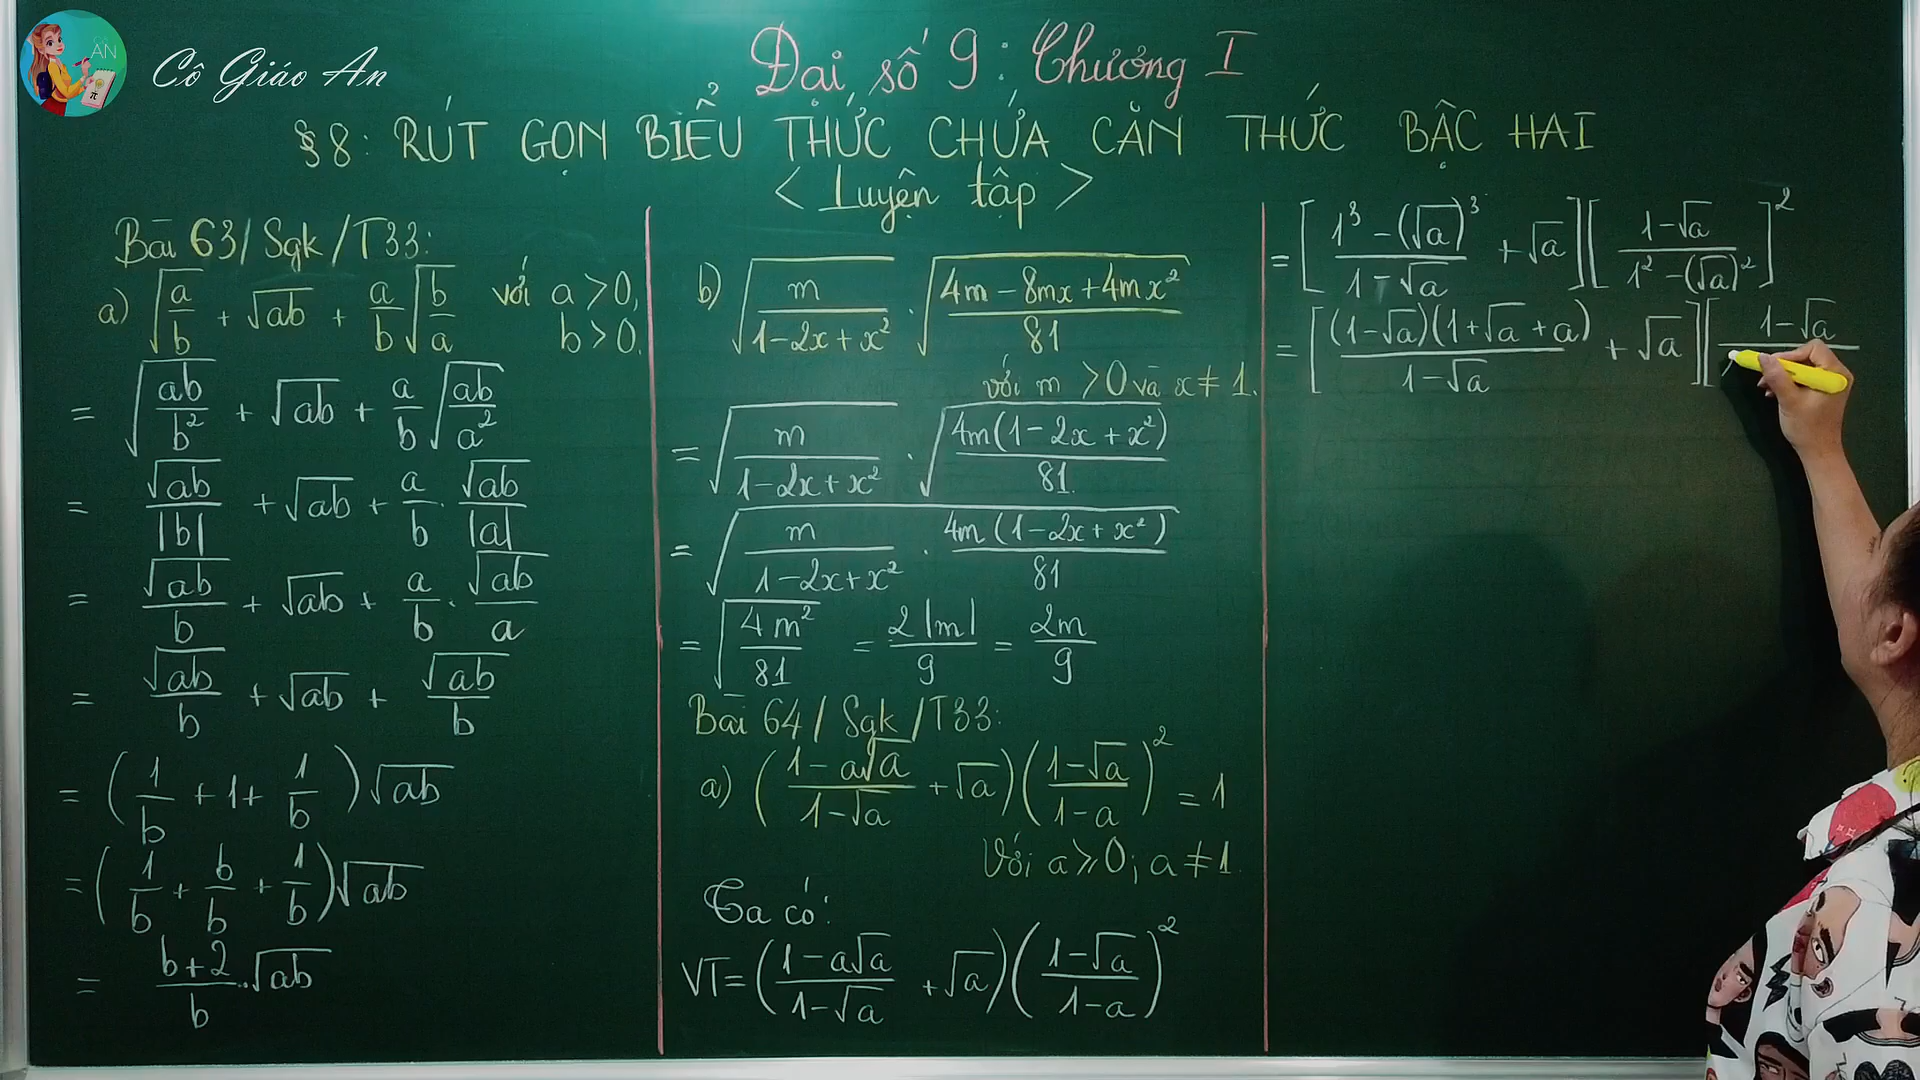 AN
Cô Giáo An
Đại số 9: Chương I
§8: RÚT GỌN BIỂU THỨC CHỨA CĂN THỨC BẬC HAI
< Luyện tập >
Bài 63/ Sgk /T33:
a) √(a/b) + √ab + a/b √(b/a) với a > 0, b > 0.
= √(ab/b²) + √ab + a/b √(ab/a²)
= √ab/|b| + √ab + a/b . √ab/|a|
= √ab/b + √ab + a/b . √ab/a
= √ab/b + √ab + √ab/b
= (1/b + 1 + 1/b) √ab
= (1/b + b/b + 1/b) √ab
= (b+2)/b . √ab
b) √(m/(1-2x+x²)) . √((4m-8mx+4mx²)/81)
với m > 0 và x ≠ 1.
= √(m/(1-2x+x²)) . √(4m(1-2x+x²)/81)
= √(m/(1-2x+x²) . 4m(1-2x+x²)/81)
= √(4m²/81) = 2|m|/9 = 2m/9
Bài 64/ Sgk /T33:
a) ((1-a√a)/(1-√a) + √a) ((1-√a)/(1-a))² = 1
Với a ⩾ 0; a ≠ 1.
Ta có:
VT = ((1-a√a)/(1-√a) + √a) ((1-√a)/(1-a))²
= [(1³-(√a)³)/(1-√a) + √a] [(1-√a)/(1²-(√a)²)]²
= [(1-√a)(1+√a+a)/(1-√a) + √a] [(1-√a)/